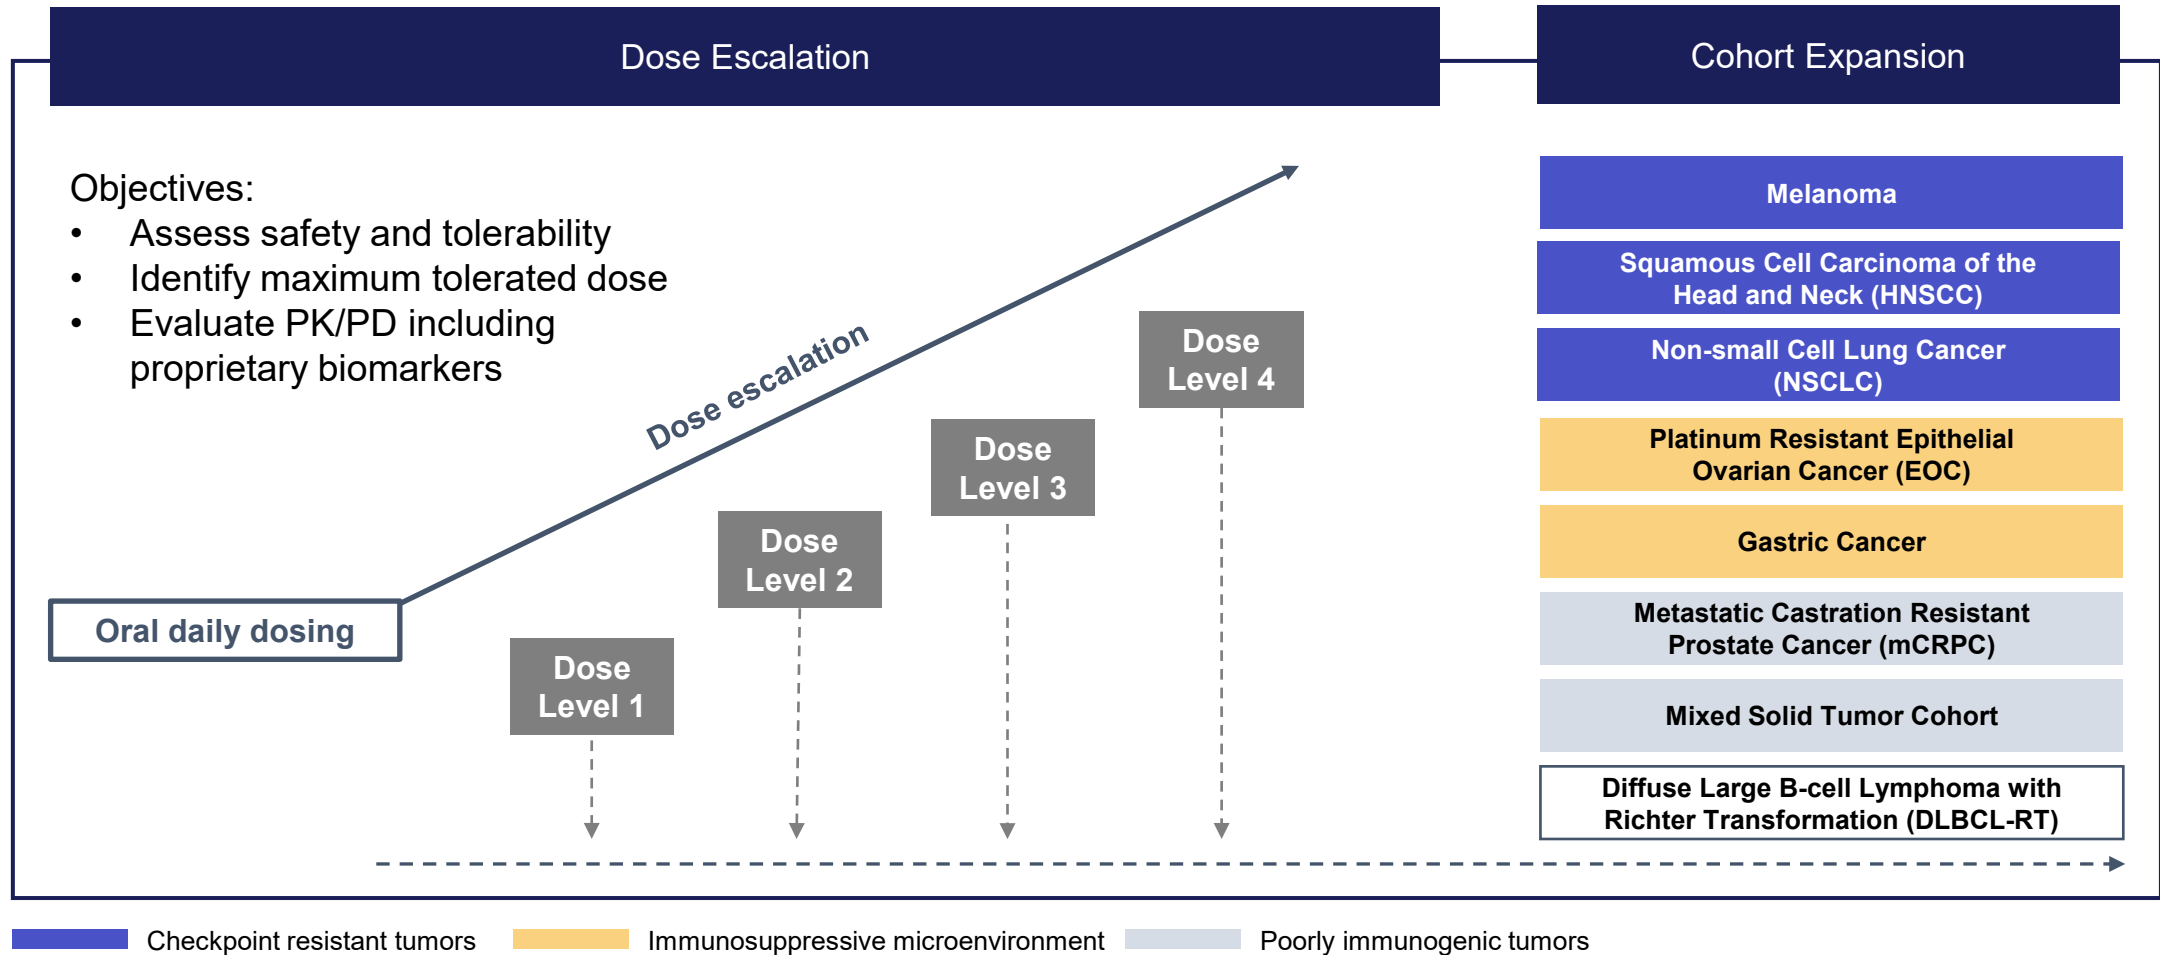 Dose Escalation
Cohort Expansion
Objectives:
• Assess safety and tolerability
• Identify maximum tolerated dose
• Evaluate PK/PD including
proprietary biomarkers
Dose escalation
Oral daily dosing
Dose
Level 1
Dose
Level 2
Dose
Level 3
Dose
Level 4
Melanoma
Squamous Cell Carcinoma of the
Head and Neck (HNSCC)
Non-small Cell Lung Cancer
(NSCLC)
Platinum Resistant Epithelial
Ovarian Cancer (EOC)
Gastric Cancer
Metastatic Castration Resistant
Prostate Cancer (mCRPC)
Mixed Solid Tumor Cohort
Diffuse Large B-cell Lymphoma with
Richter Transformation (DLBCL-RT)
Checkpoint resistant tumors
Immunosuppressive microenvironment
Poorly immunogenic tumors